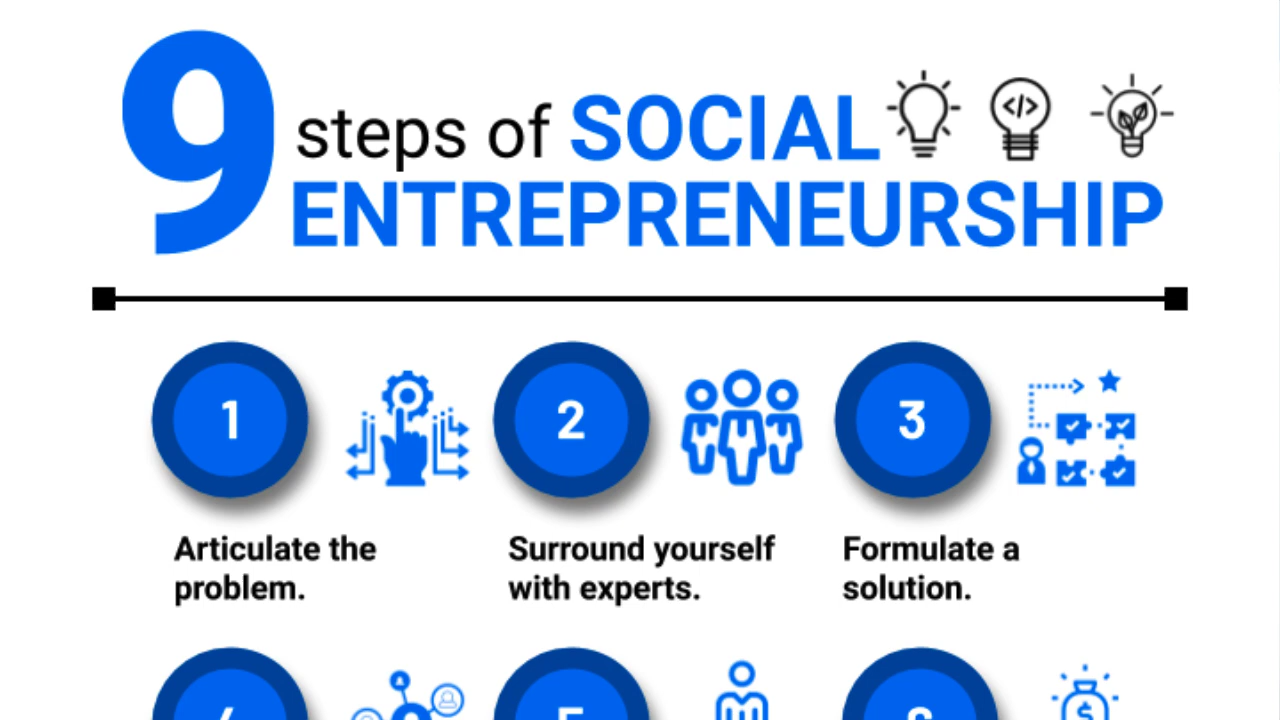 9 steps of SOCIAL
ENTREPRENEURSHIP
</>
1
2
3
Articulate the
problem.
Surround yourself
with experts.
Formulate a
solution.
$